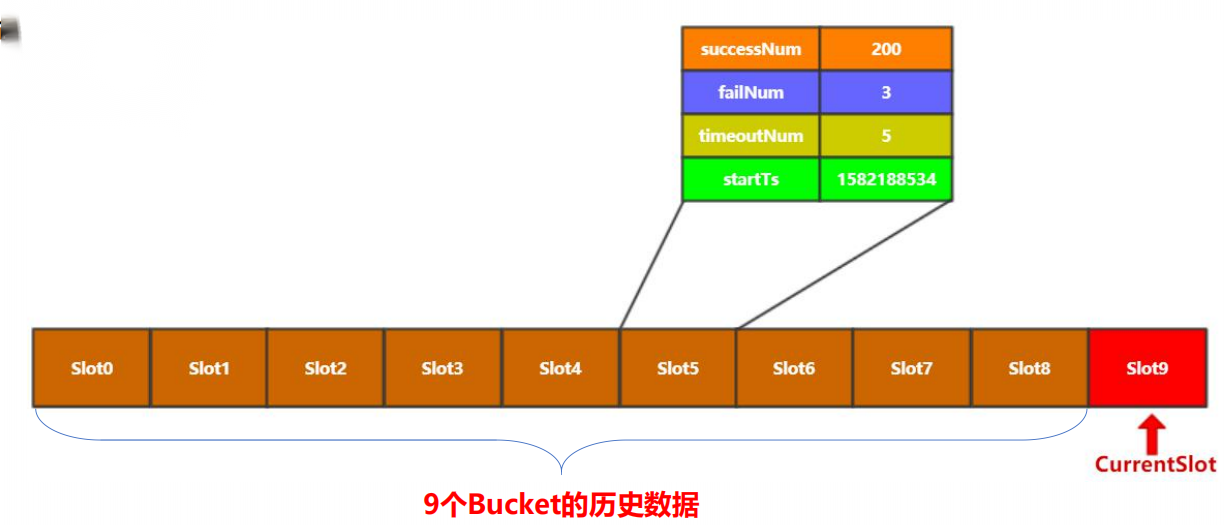 successNum 200
failNum 3
timeoutNum 5
startTs 1582188534
Slot0 Slot1 Slot2 Slot3 Slot4 Slot5 Slot6 Slot7 Slot8 Slot9
CurrentSlot
9个Bucket的历史数据